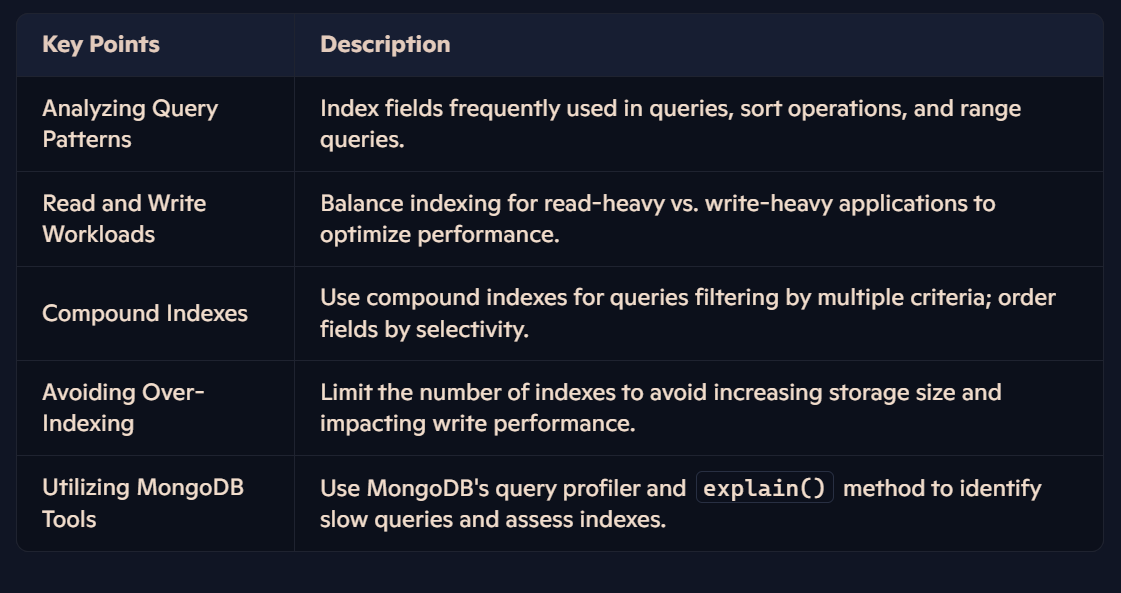 Key Points
Description
Analyzing Query
Patterns
Index fields frequently used in queries, sort operations, and range
queries.
Read and Write
Workloads
Balance indexing for read-heavy vs. write-heavy applications to
optimize performance.
Compound Indexes
Use compound indexes for queries filtering by multiple criteria; order
fields by selectivity.
Avoiding Over-
Indexing
Limit the number of indexes to avoid increasing storage size and
impacting write performance.
Utilizing MongoDB
Tools
Use MongoDB's query profiler and explain() method to identify
slow queries and assess indexes.